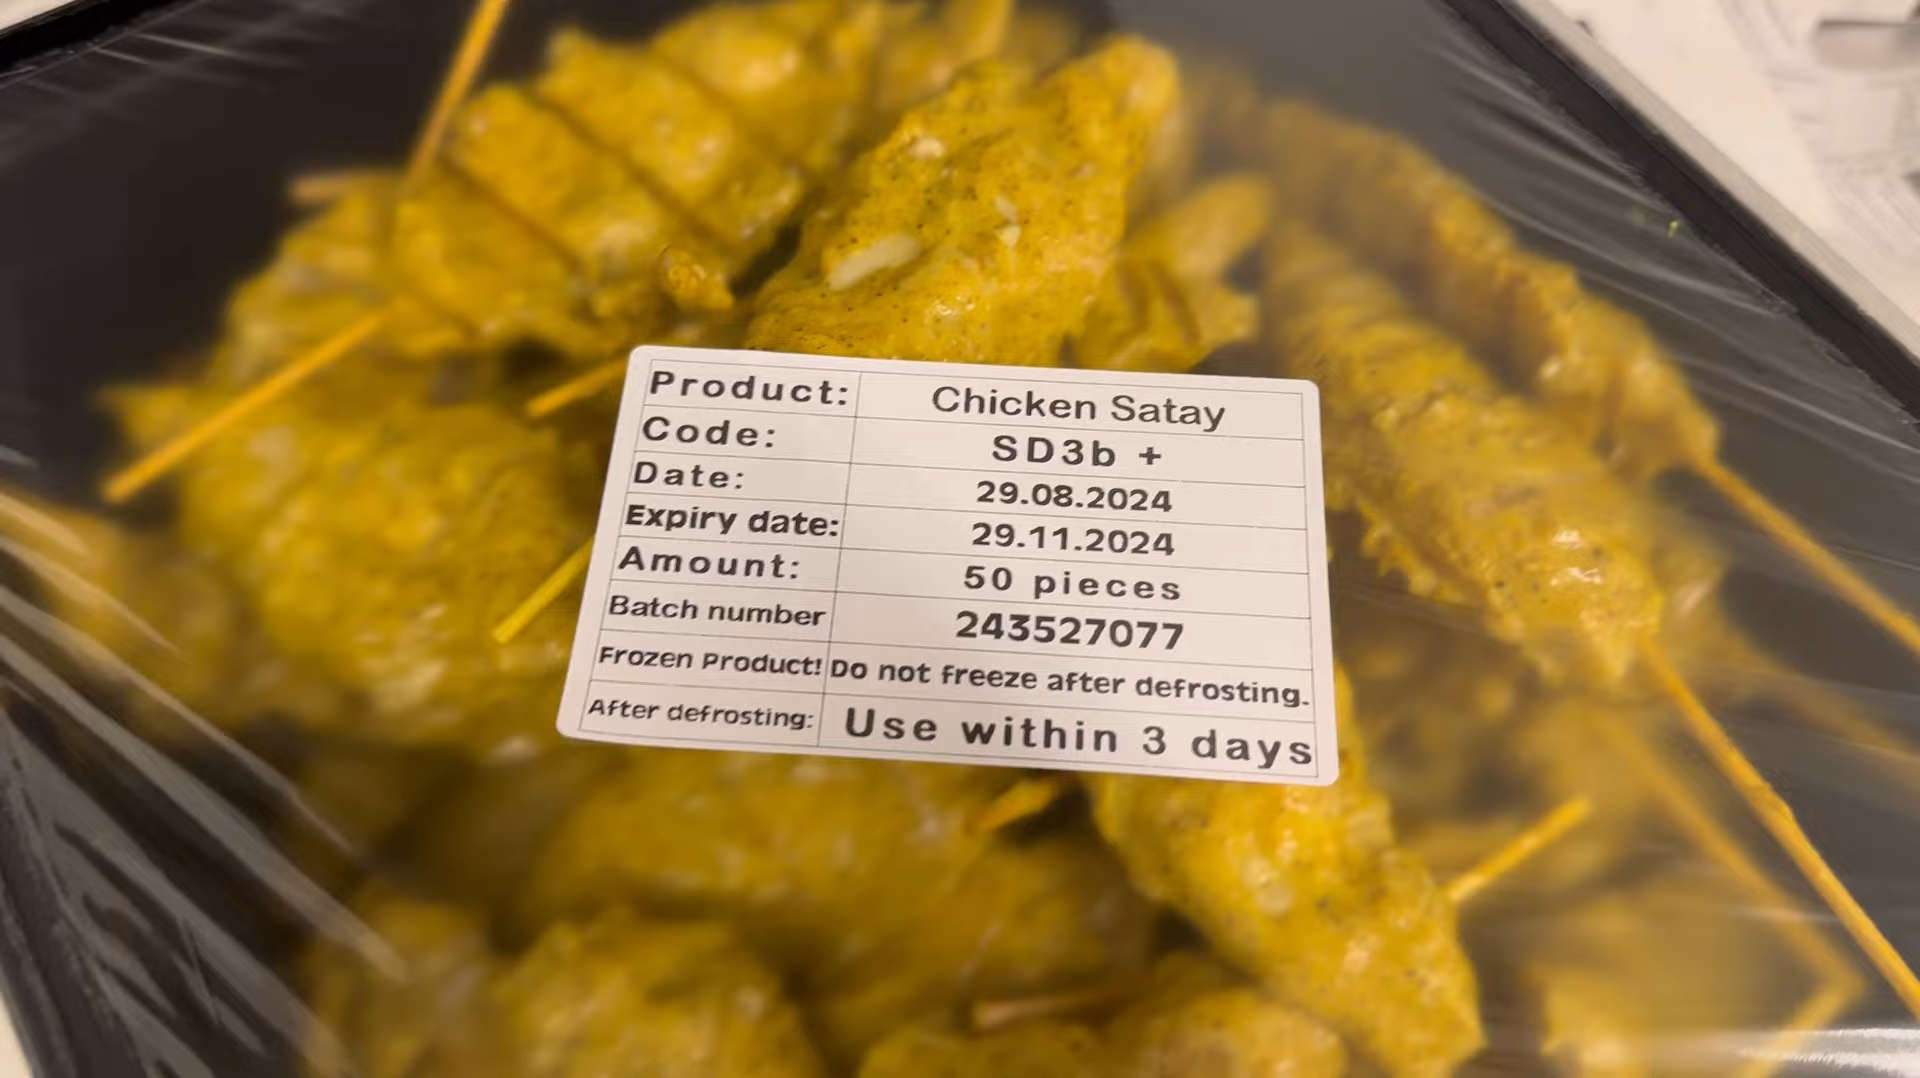 Product: Chicken Satay
Code: SD3b +
Date: 29.08.2024
Expiry date: 29.11.2024
Amount: 50 pieces
Batch number 243527077
Frozen Product! Do not freeze after defrosting.
After defrosting: Use within 3 days